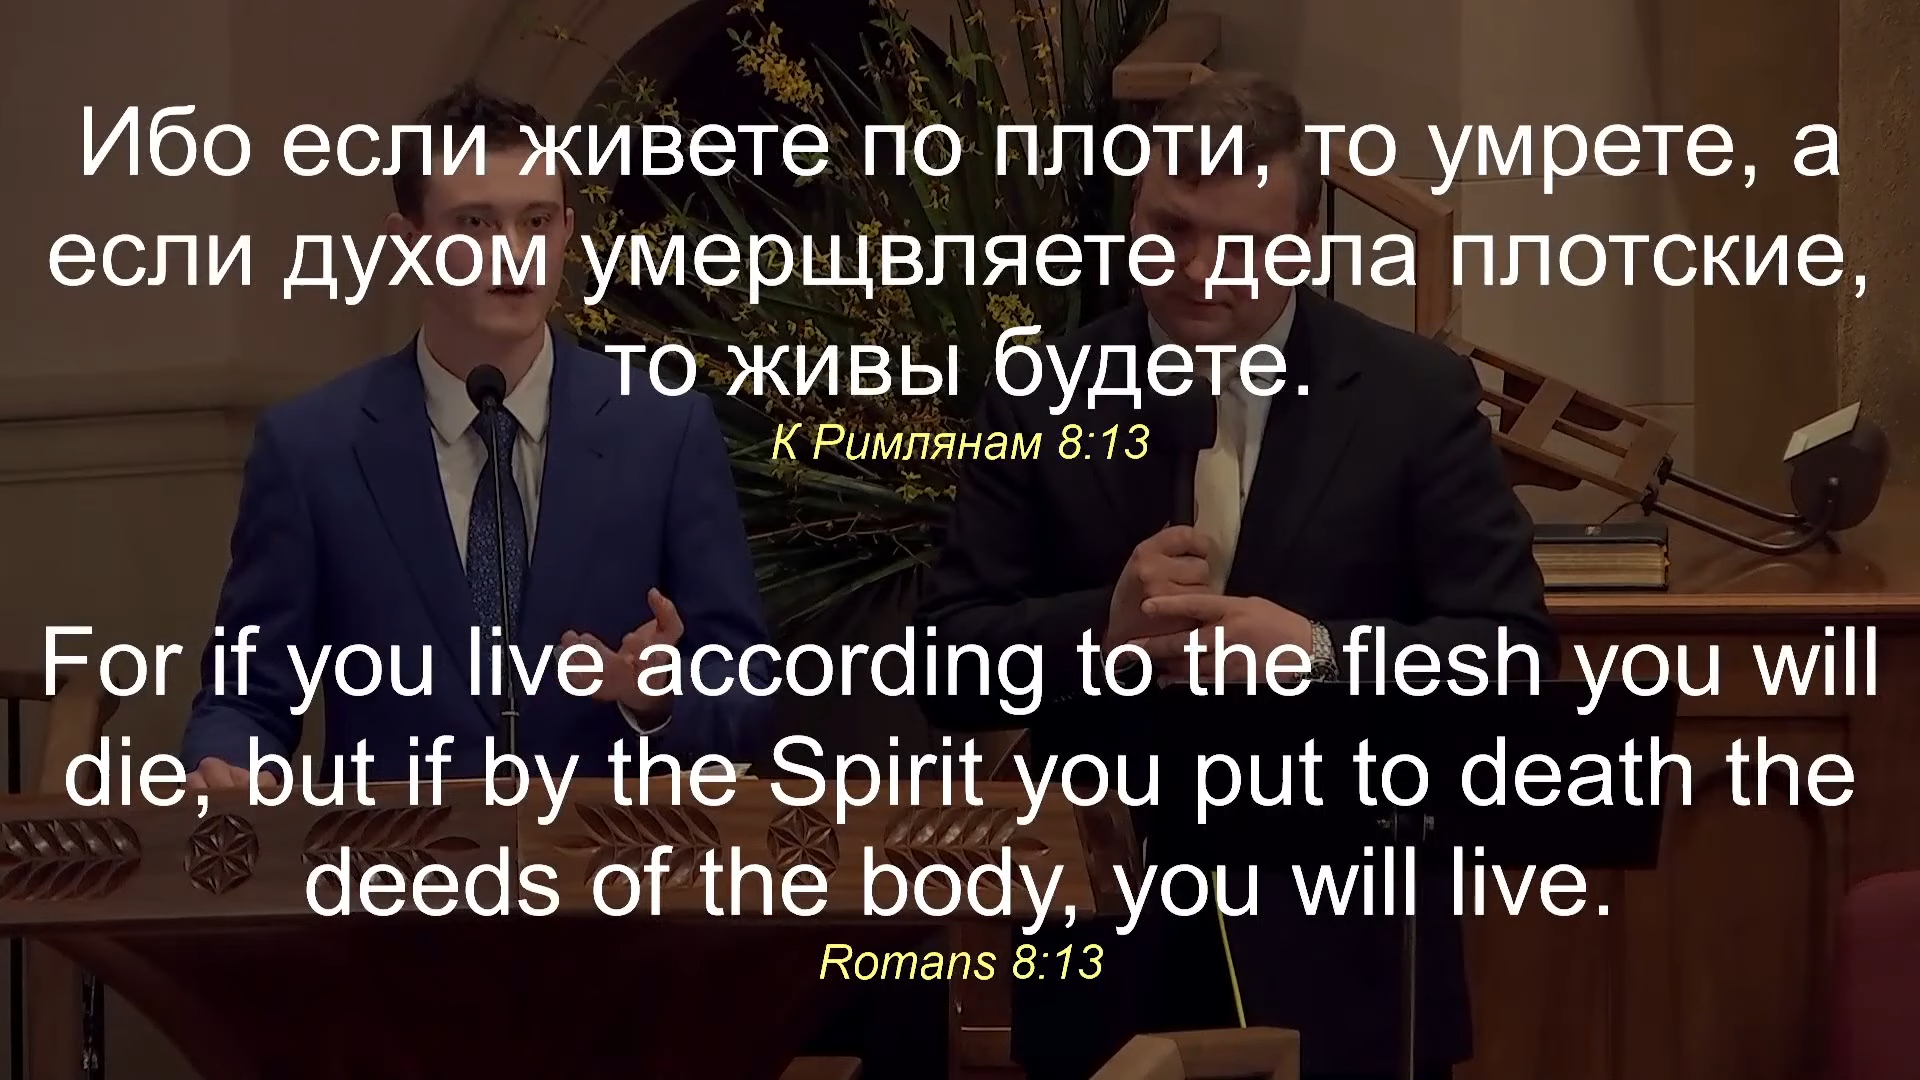 Ибо если живете по плоти, то умрете, а
если духом умерщвляете дела плотские,
то живы будете.
К Римлянам 8:13
For if you live according to the flesh you will
die, but if by the Spirit you put to death the
deeds of the body, you will live.
Romans 8:13